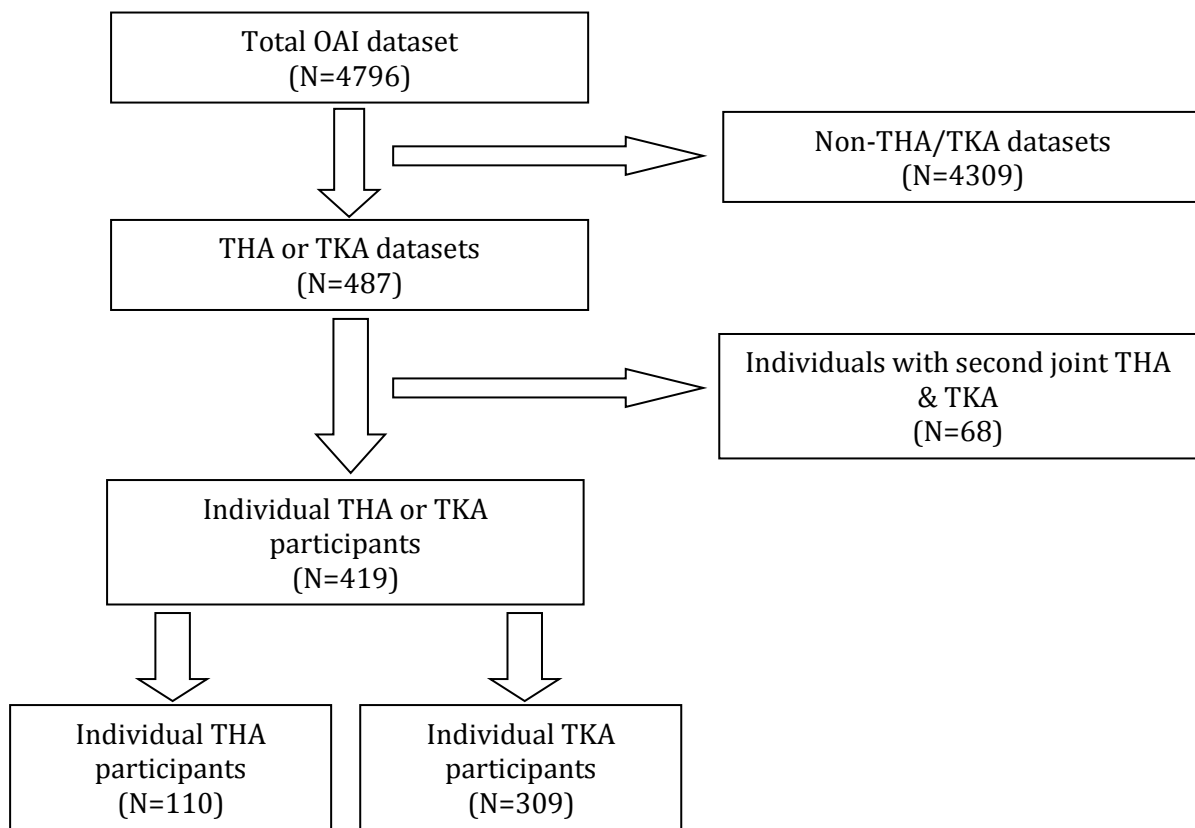 Total OAI dataset
(N=4796)
Non-THA/TKA datasets
(N=4309)
THA or TKA datasets
(N=487)
Individuals with second joint THA
& TKA
(N=68)
Individual THA or TKA
participants
(N=419)
Individual THA
participants
(N=110)
Individual TKA
participants
(N=309)